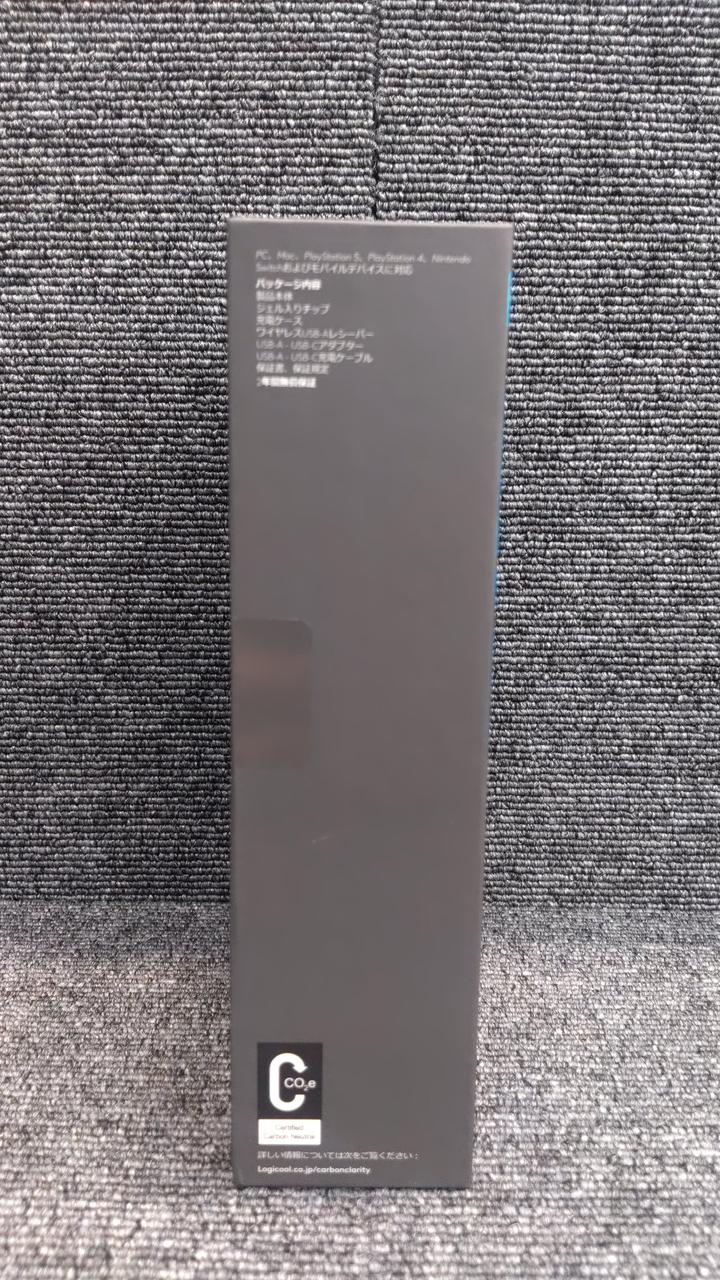 PC、Mac、PlayStation 5、PlayStation 4、Nintendo
Switchおよびモバイルデバイスに対応
パッケージ内容
製品本体
ジェル入りチップ
充電ケース
ワイヤレスUSB-Aレシーバー
USB-A - USB-Cアダプター
USB-A - USB-C充電ケーブル
保証書、保証規定
2年間無償保証
C
CO₂e
Certified
Carbon Neutral
詳しい情報については次をご覧ください：
Logicool.co.jp/carbonclarity